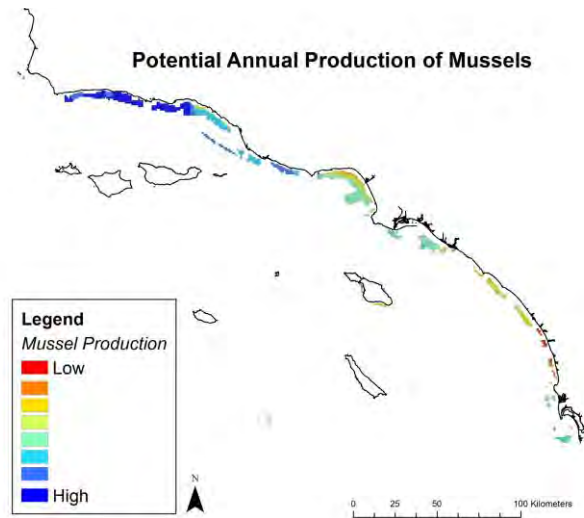 Potential Annual Production of Mussels
Legend
Mussel Production
Low
High
N
0 25 50 100 Kilometers